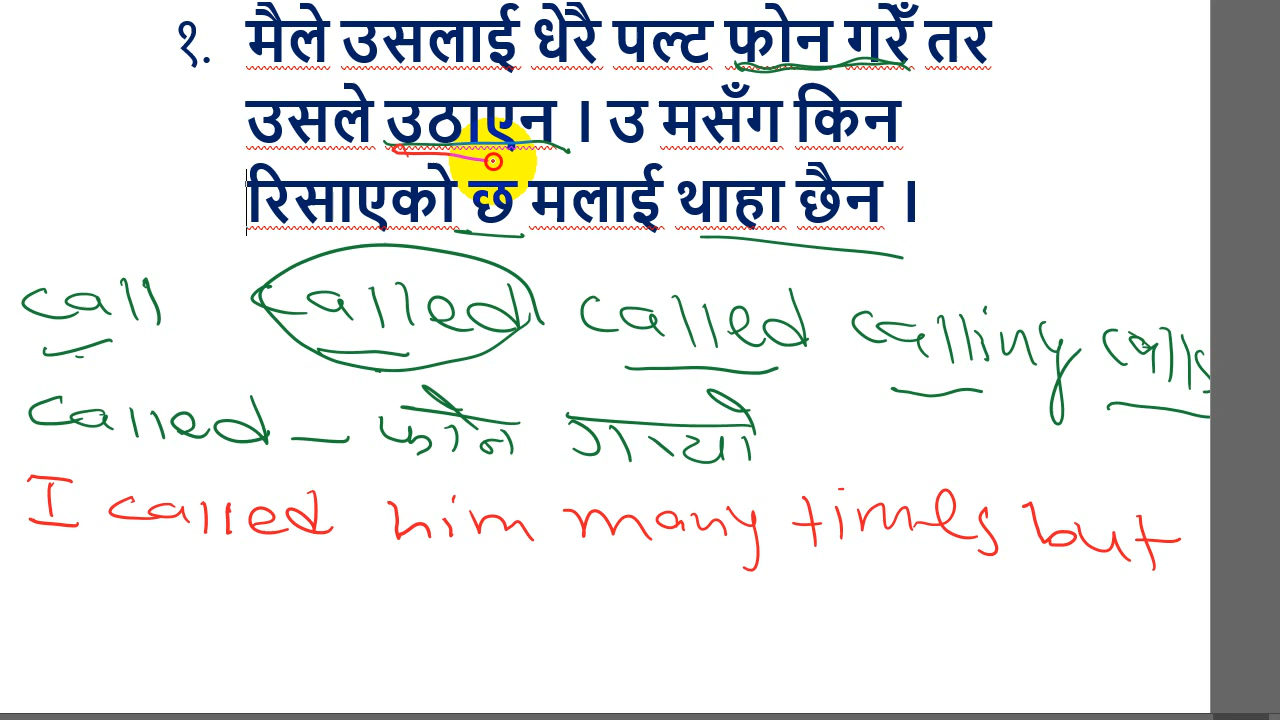 १. मैले उसलाई धेरै पल्ट फोन गरेँ तर
उसले उठाएन । उ मसँग किन
रिसाएको छ मलाई थाहा छैन ।
call called called calling calls
called – फोन गर्‍यो
I called him many times but